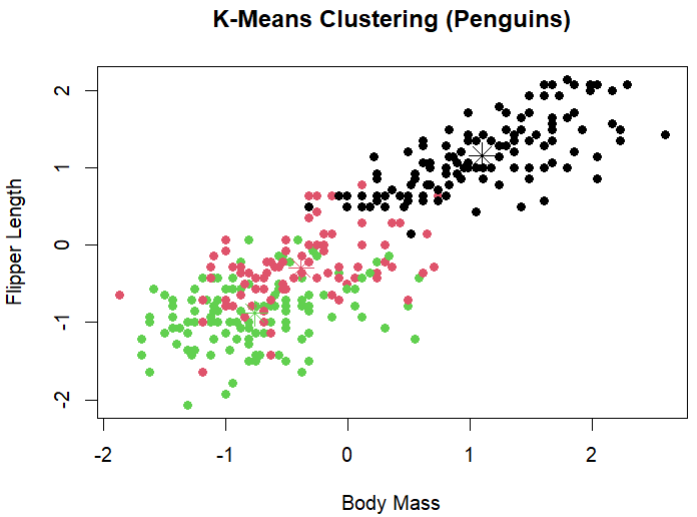 K-Means Clustering (Penguins)
Flipper Length
2
1
0
-1
-2
-2 -1 0 1 2
Body Mass